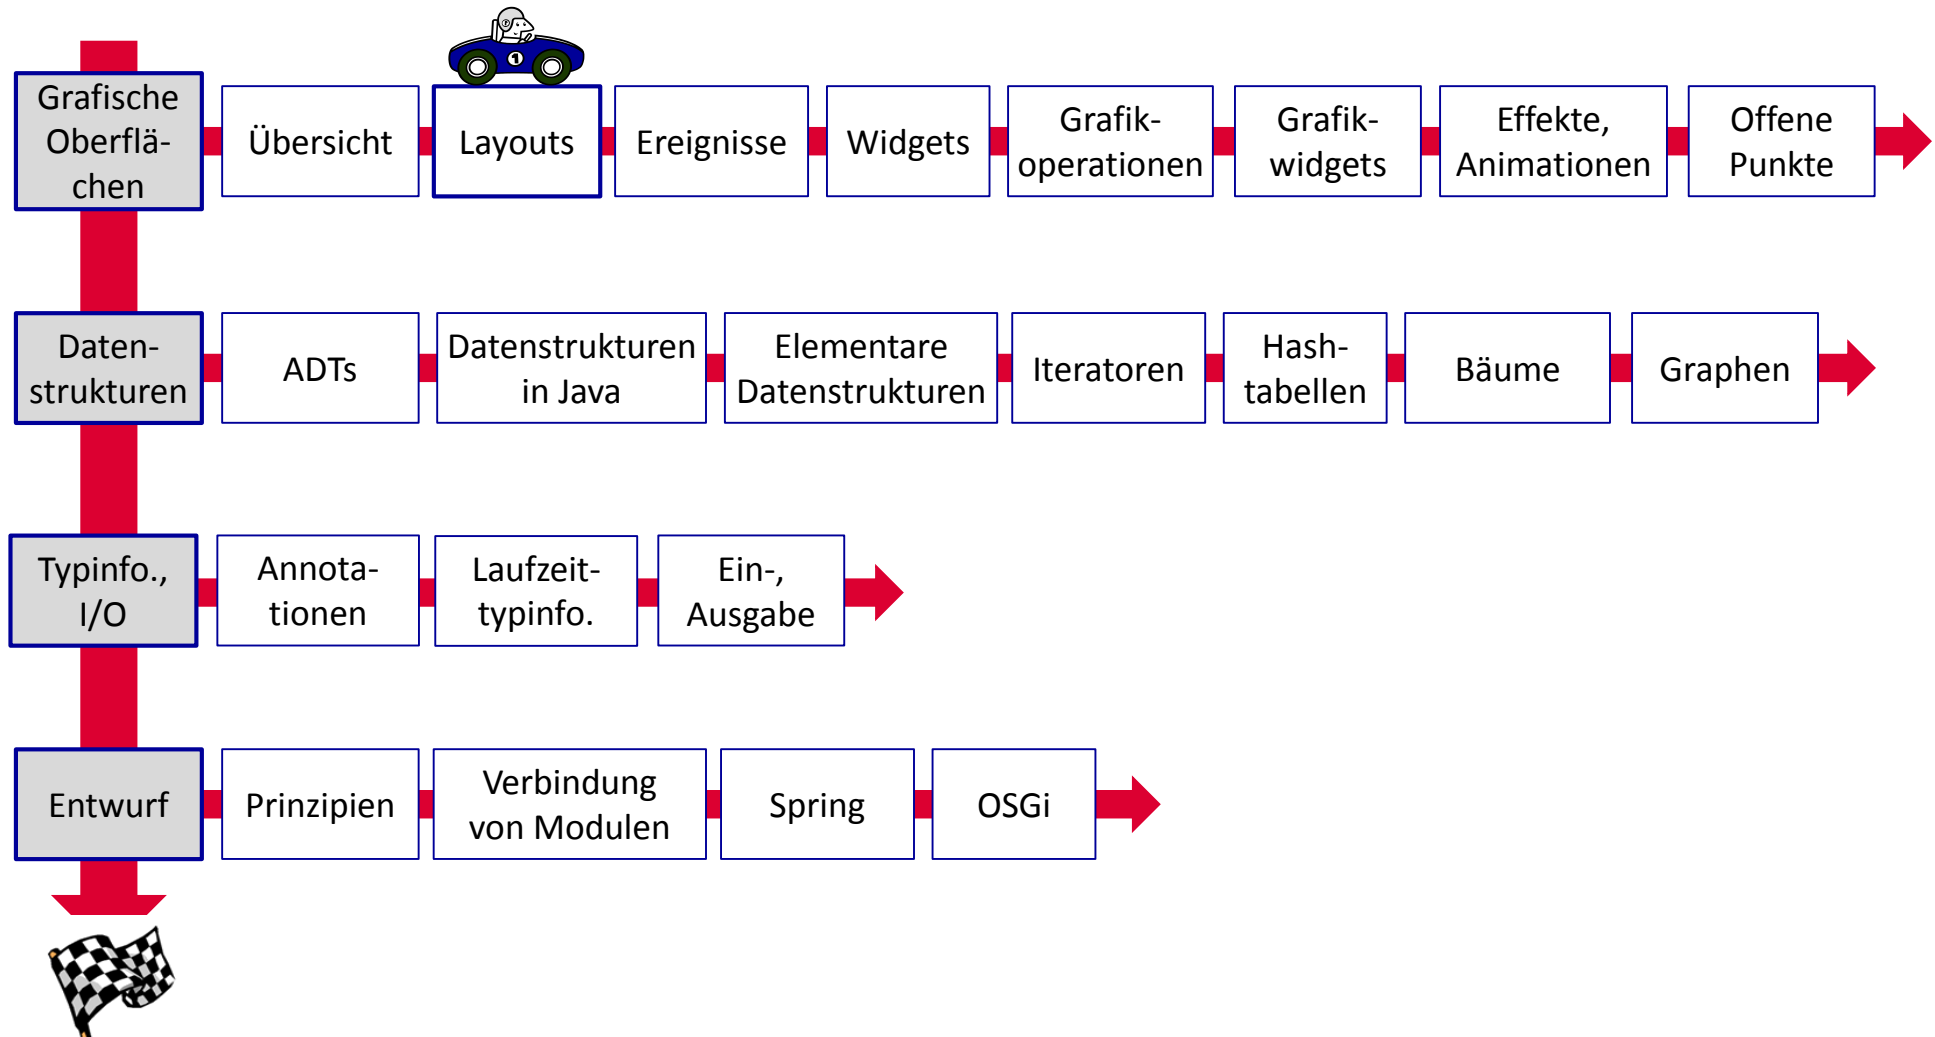 1
Grafische
Oberflä-
chen
Übersicht
Layouts
Ereignisse
Widgets
Grafik-
operationen
Grafik-
widgets
Effekte,
Animationen
Offene
Punkte
Daten-
strukturen
ADTs
Datenstrukturen
in Java
Elementare
Datenstrukturen
Iteratoren
Hash-
tabellen
Bäume
Graphen
Typinfo.,
I/O
Annota-
tionen
Laufzeit-
typinfo.
Ein-,
Ausgabe
Entwurf
Prinzipien
Verbindung
von Modulen
Spring
OSGi